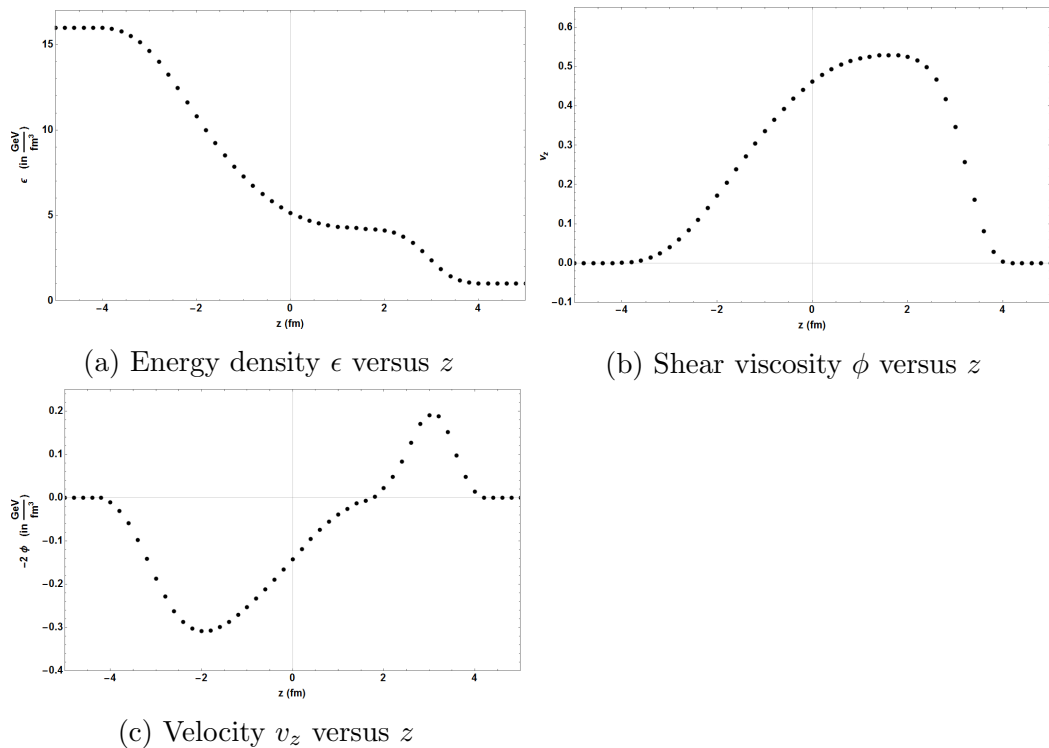 15
10
5
0
−4 −2 0 2 4
z (fm)
ϵ (in GeV/fm³)
(a) Energy density ϵ versus z
0.6
0.5
0.4
0.3
0.2
0.1
0.0
−0.1
−4 −2 0 2 4
z (fm)
v_z
(b) Shear viscosity ϕ versus z
0.2
0.1
0.0
−0.1
−0.2
−0.3
−0.4
−4 −2 0 2 4
z (fm)
−2 ϕ (in GeV/fm³)
(c) Velocity v_z versus z